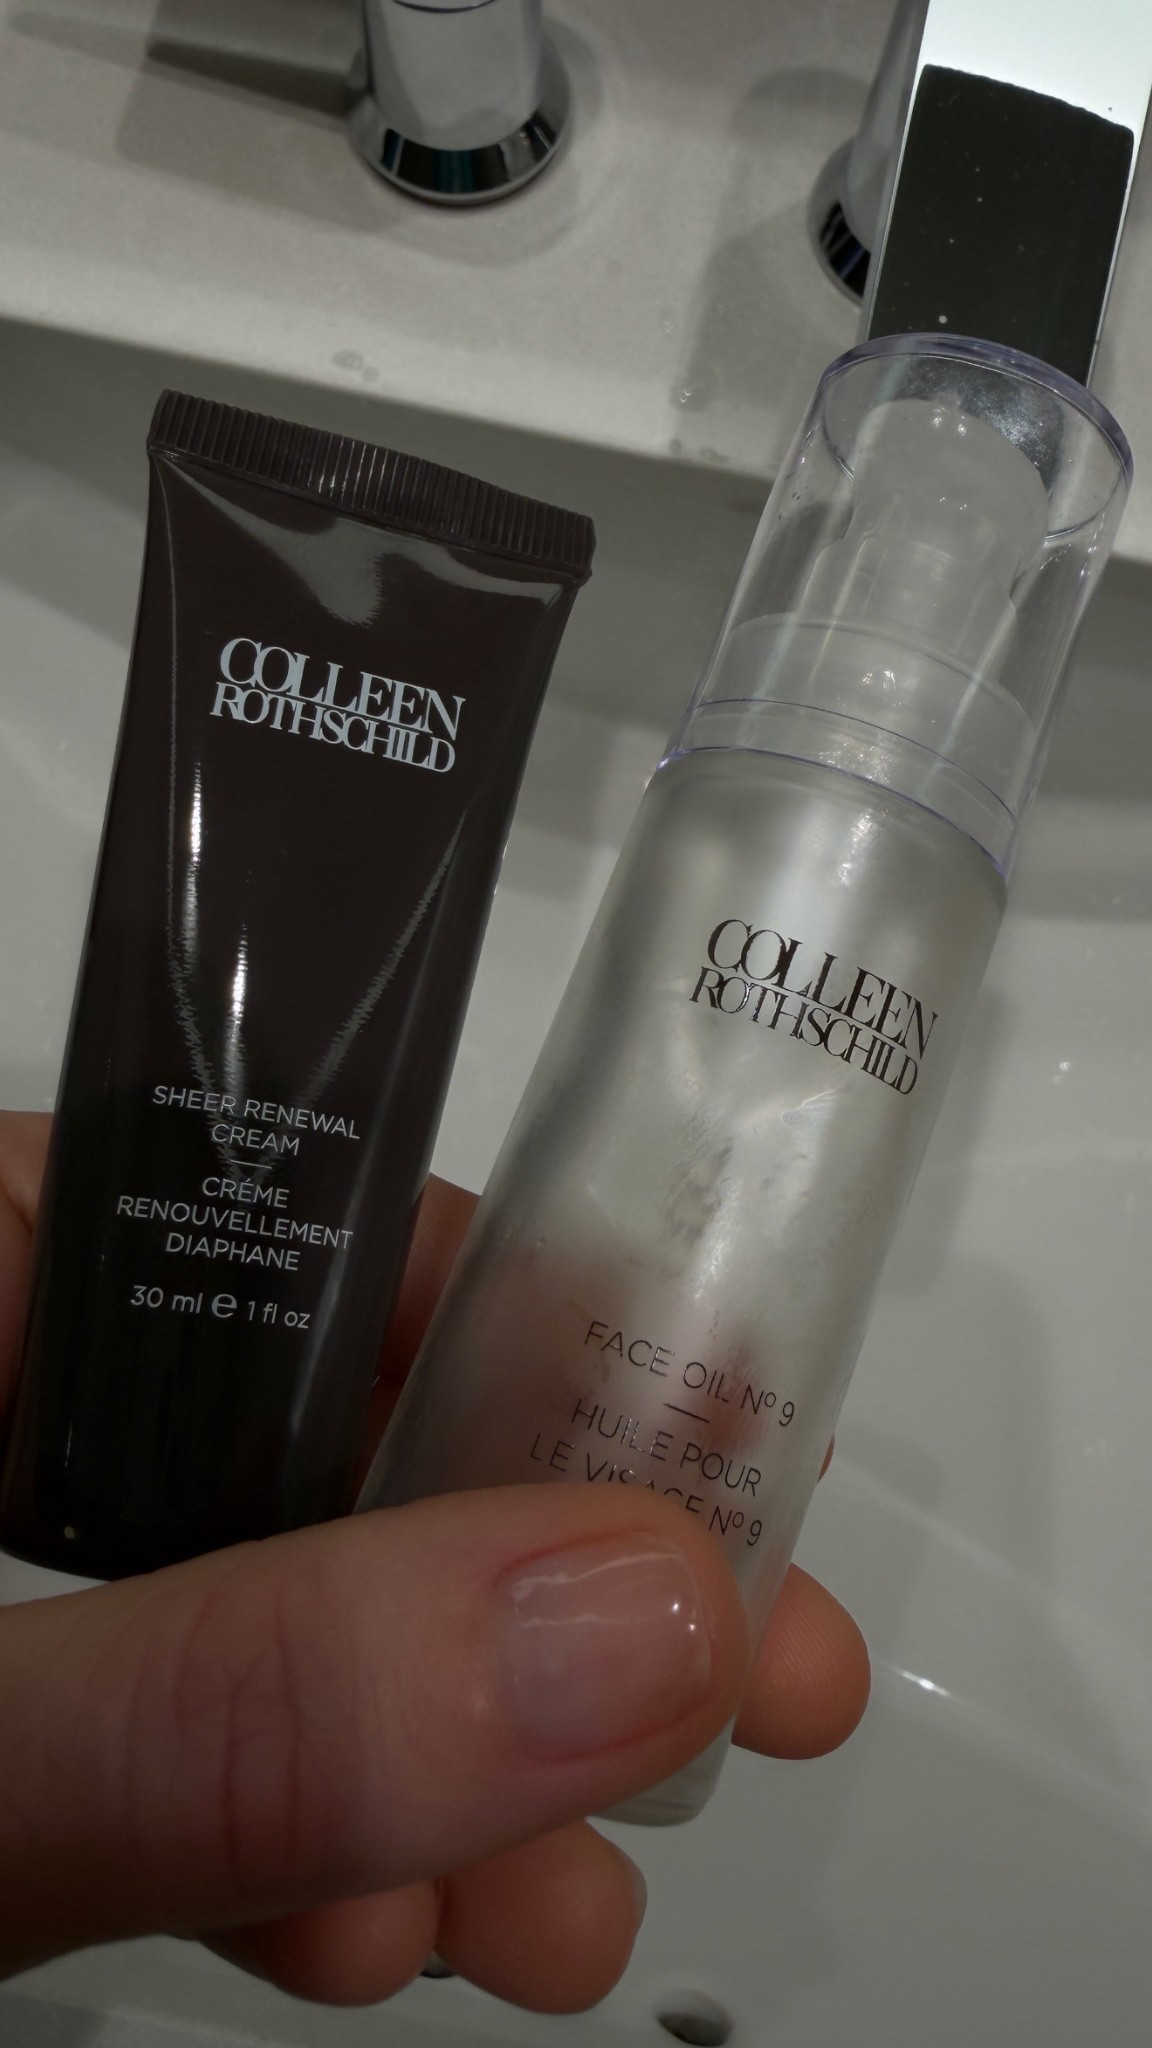 COLLEEN
ROTHSCHILD
SHEER RENEWAL
CREAM
CRÉME
RENOUVELLEMENT
DIAPHANE
30 ml ℮ 1 fl oz
COLLEEN
ROTHSCHILD
FACE OIL Nº 9
HUILE POUR
LE VISAGE Nº 9